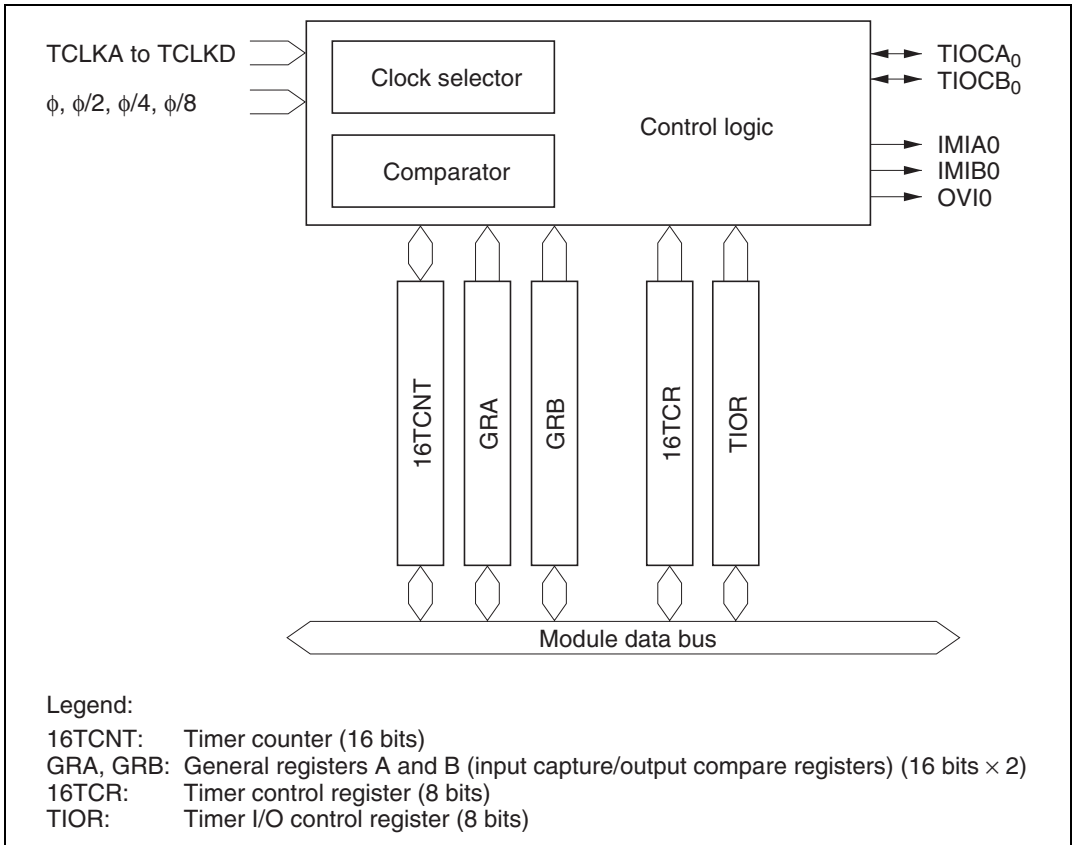 TCLKA to TCLKD
ϕ, ϕ/2, ϕ/4, ϕ/8
Clock selector
Comparator
Control logic
TIOCA0
TIOCB0
IMIA0
IMIB0
OVI0
16TCNT
GRA
GRB
16TCR
TIOR
Module data bus
Legend:
16TCNT: Timer counter (16 bits)
GRA, GRB: General registers A and B (input capture/output compare registers) (16 bits × 2)
16TCR: Timer control register (8 bits)
TIOR: Timer I/O control register (8 bits)